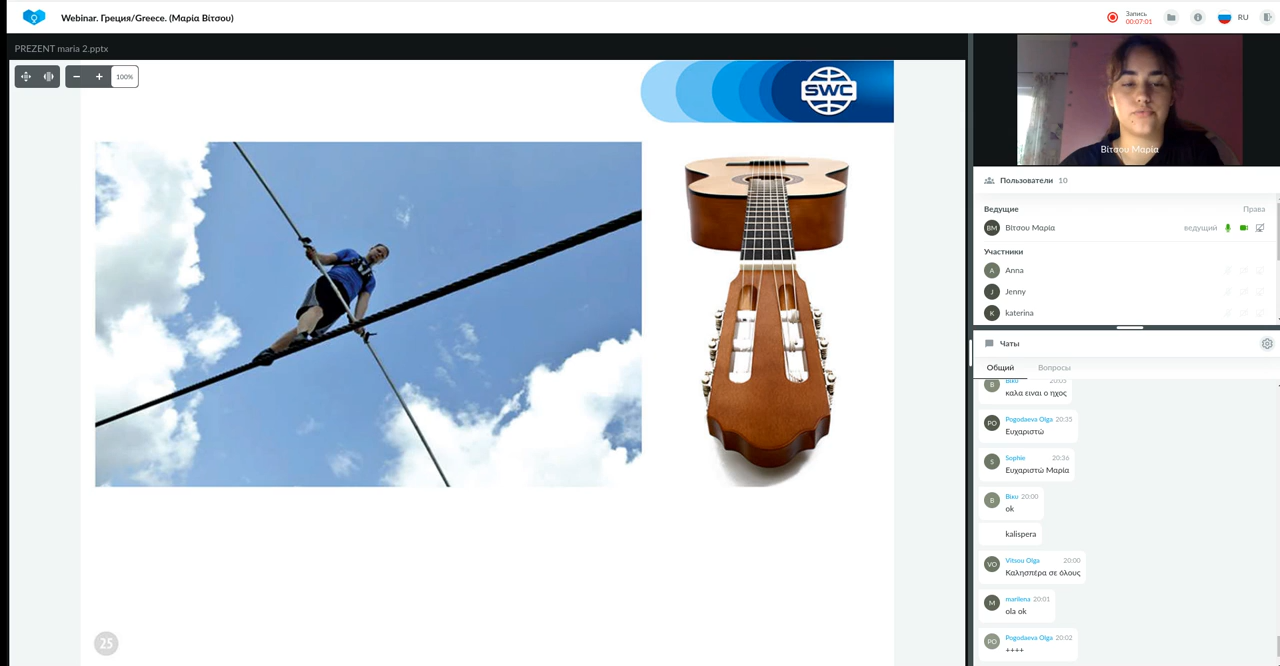 Webinar. Греция/Greece. (Μαρία Βίτσου)
Запись
00:07:01
RU
PREZENT maria 2.pptx
100%
SWC
25
Βίτσου Μαρία
Пользователи 10
Ведущие
Права
BM
Βίτσου Μαρία
ведущий
Участники
A
Anna
J
Jenny
K
katerina
Чаты
Общий
Вопросы
B
καλα ειναι ο ηχος
PO
Pogodaeva Olga 20:35
Ευχαριστώ
S
Sophie 20:36
Ευχαριστώ Μαρία
B
Βίκυ 20:00
ok
kalispera
VO
Vitsou Olga 20:00
Καλησπέρα σε όλους
M
marilena 20:01
ola ok
PO
Pogodaeva Olga 20:02
++++